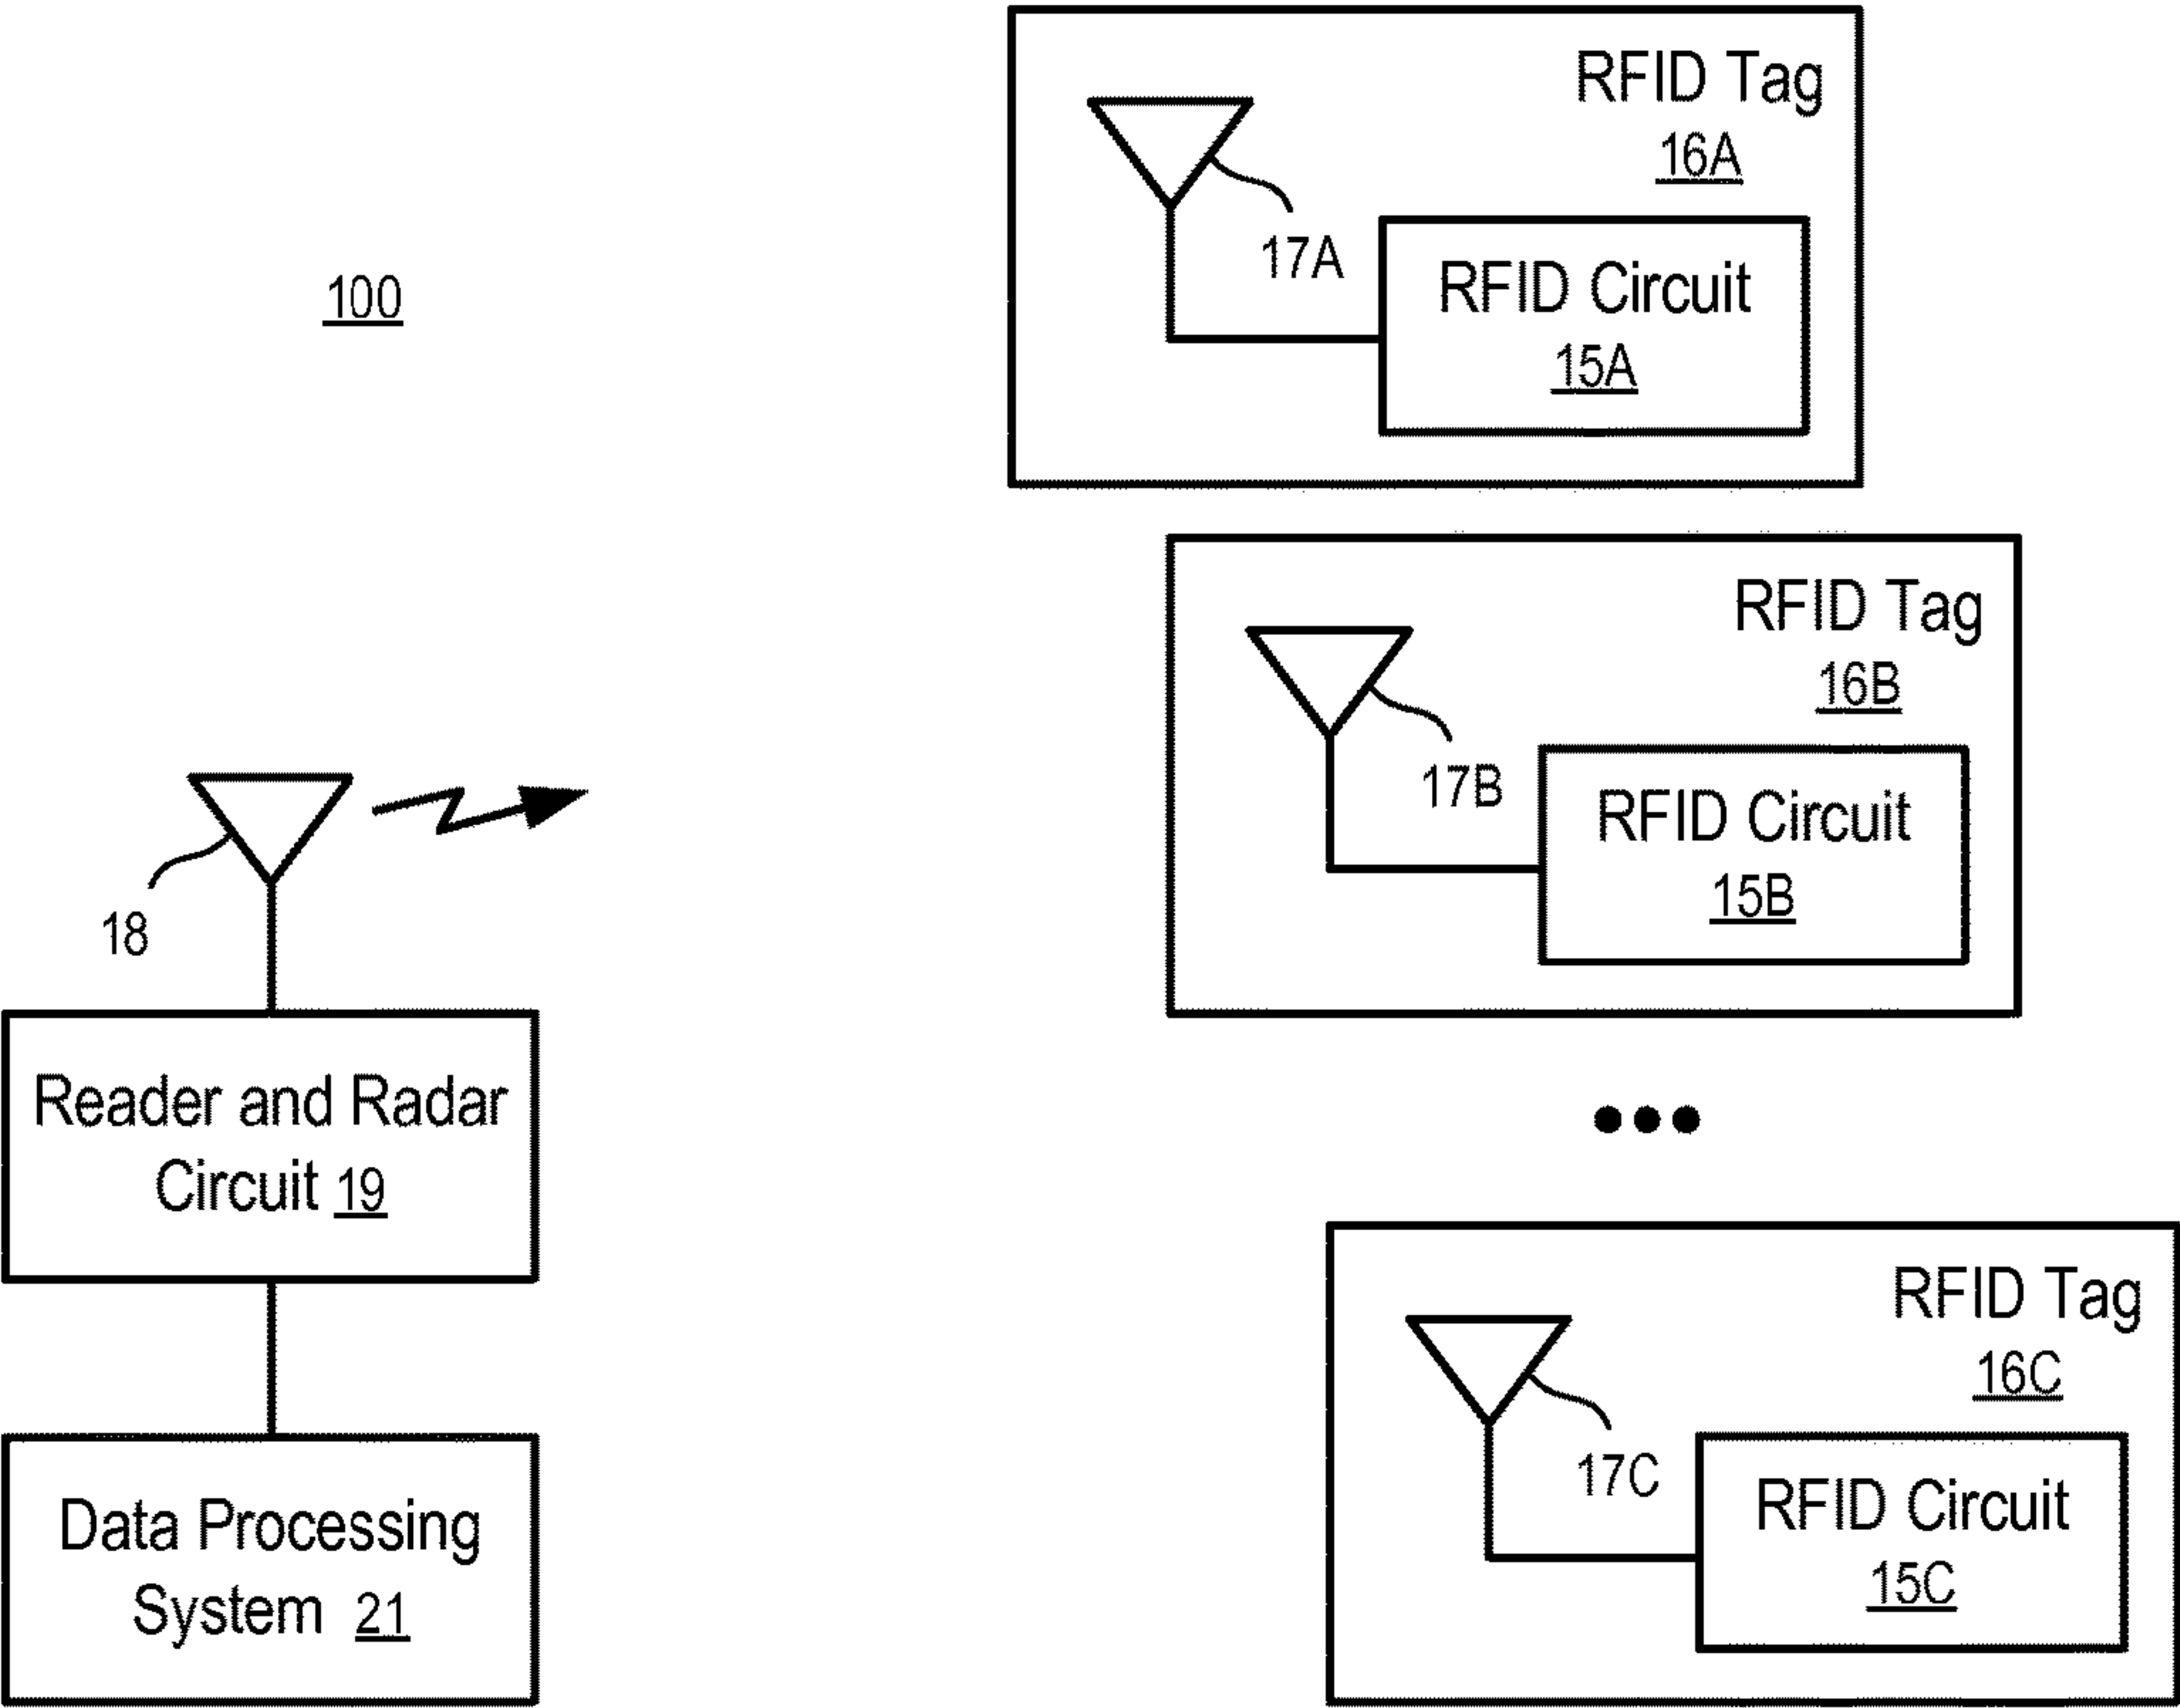 100
RFID Tag
16A
17A
RFID Circuit
15A
RFID Tag
16B
17B
RFID Circuit
15B
18
Reader and Radar
Circuit 19
Data Processing
System 21
RFID Tag
16C
17C
RFID Circuit
15C